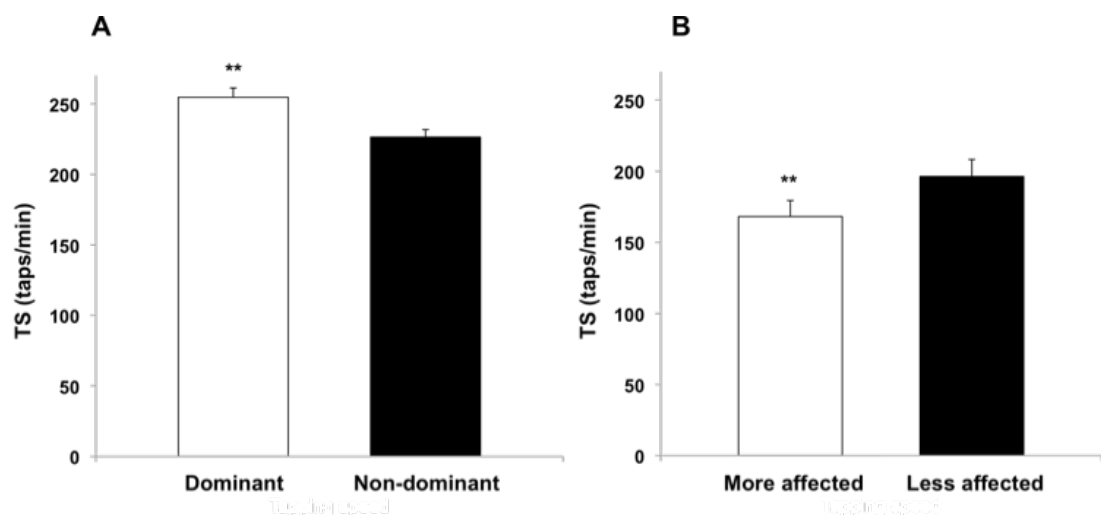 A
B
**
**
TS (taps/min)
250
200
150
100
50
0
Dominant
Non-dominant
TS (taps/min)
250
200
150
100
50
0
More affected
Less affected